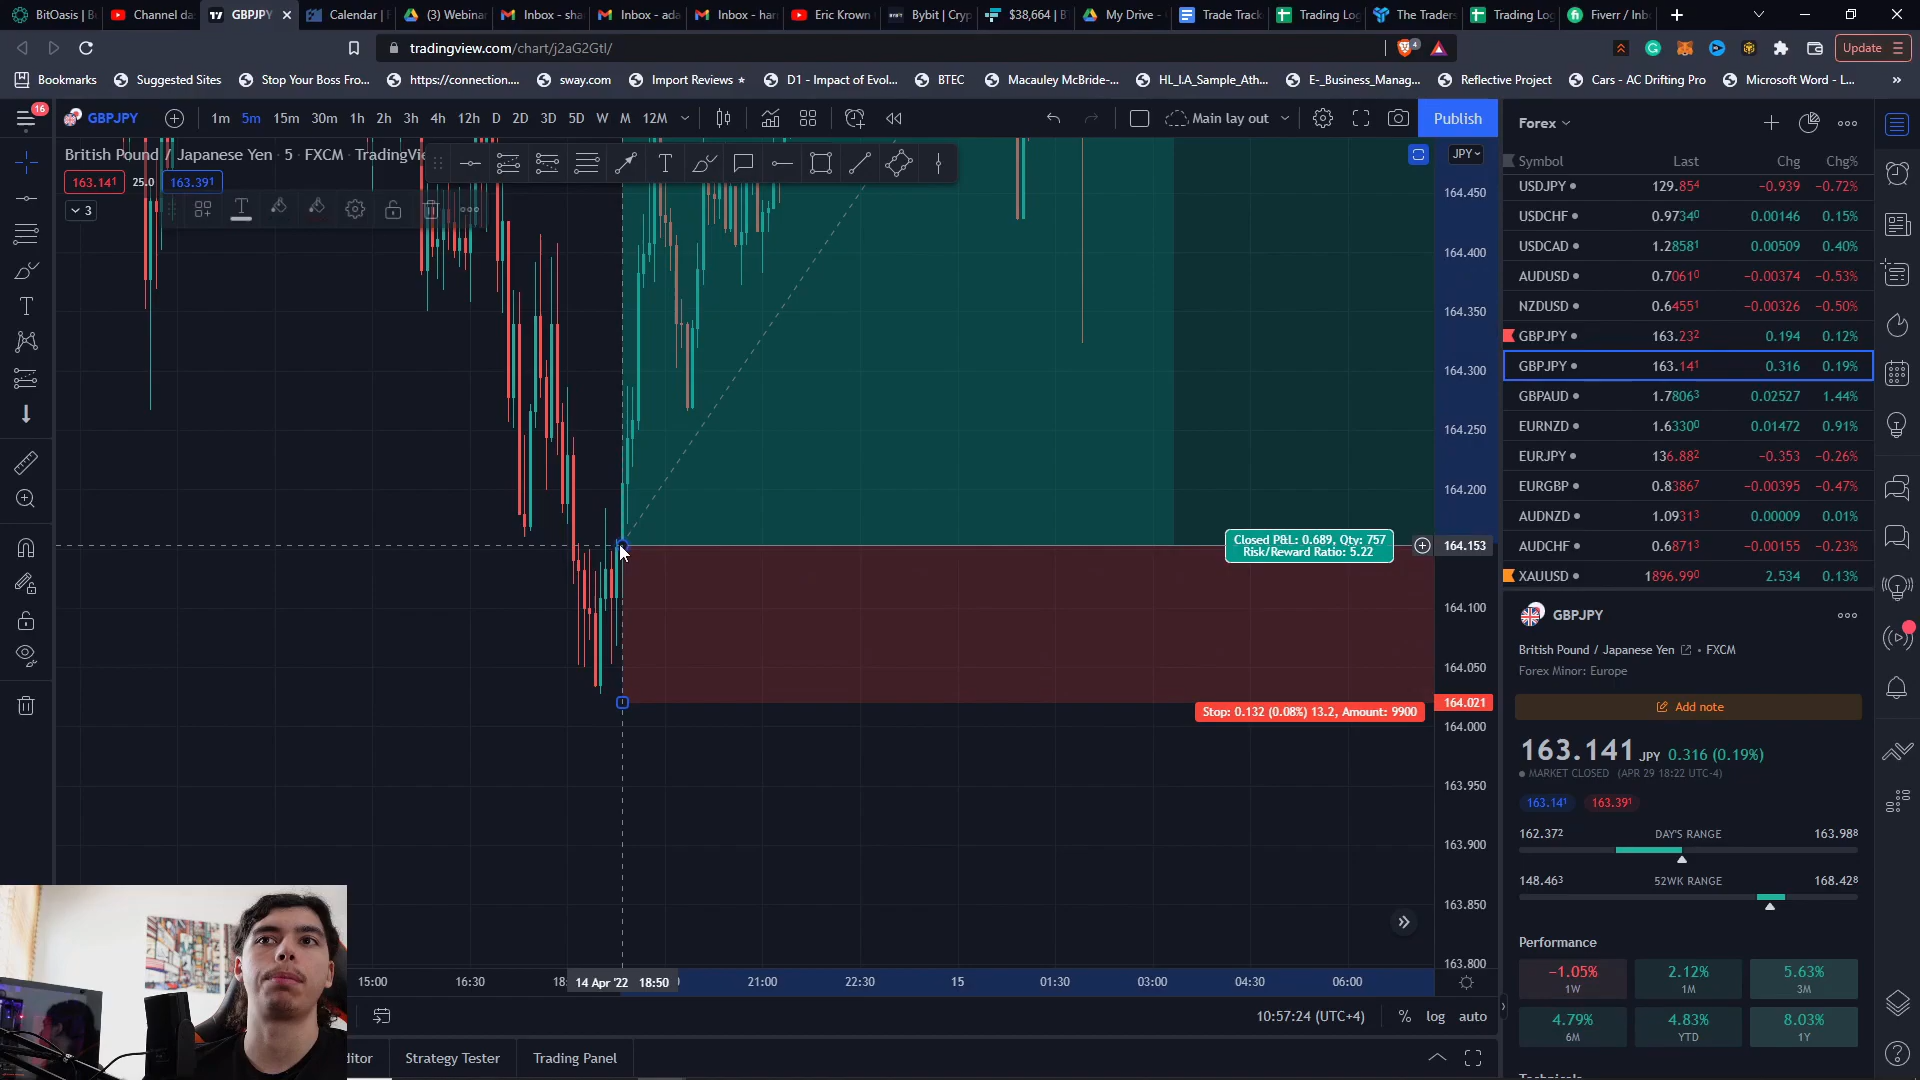 BitOasis
Channel da
GBPJPY
Calendar | F
(3) Webinar
Inbox - sha
Inbox - ada
Inbox - har
Eric Krown
Bybit | Cryp
$38,664 | B
My Drive -
Trade Track
Trading Log
The Traders
Trading Log
Fiverr / Inbo
tradingview.com/chart/j2aG2GtI/
4
Update
Bookmarks
Suggested Sites
Stop Your Boss Fro...
https://connection....
sway.com
Import Reviews ★
D1 - Impact of Evol...
BTEC
Macauley McBride-...
HL_I.A_Sample_Ath...
E-_Business_Manag...
Reflective Project
Cars - AC Drifting Pro
Microsoft Word - L...
16
GBPJPY
1m 5m 15m 30m 1h 2h 3h 4h 12h D 2D 3D 5D W M 12M
Main lay out
Publish
British Pound / Japanese Yen · 5 · FXCM · TradingVie
163.141 25.0 163.391
3
JPY
164.450
164.400
164.350
164.300
164.250
164.200
164.153
164.100
164.050
164.021
164.000
163.950
163.900
163.850
163.800
Closed P&L: 0.689, Qty: 757
Risk/Reward Ratio: 5.22
Stop: 0.132 (0.08%) 13.2, Amount: 9900
15:00 16:30 18: 14 Apr '22 18:50 21:00 22:30 15 01:30 03:00 04:30 06:00
10:57:24 (UTC+4) % log auto
ditor Strategy Tester Trading Panel
Forex
Symbol Last Chg Chg%
USDJPY 129.854 −0.939 −0.72%
USDCHF 0.97340 0.00146 0.15%
USDCAD 1.28581 0.00509 0.40%
AUDUSD 0.70610 −0.00374 −0.53%
NZDUSD 0.64551 −0.00326 −0.50%
GBPJPY 163.232 0.194 0.12%
GBPJPY 163.141 0.316 0.19%
GBPAUD 1.78063 0.02527 1.44%
EURNZD 1.63300 0.01472 0.91%
EURJPY 136.882 −0.353 −0.26%
EURGBP 0.83867 −0.00395 −0.47%
AUDNZD 1.09313 0.00009 0.01%
AUDCHF 0.68713 −0.00155 −0.23%
XAUUSD 1896.990 2.534 0.13%
GBPJPY
British Pound / Japanese Yen • FXCM
Forex Minor: Europe
Add note
163.141 JPY 0.316 (0.19%)
MARKET CLOSED (APR 29 18:22 UTC-4)
163.141 163.391
162.372 DAY'S RANGE 163.988
148.463 52WK RANGE 168.428
Performance
−1.05% 2.12% 5.63%
1W 1M 3M
4.79% 4.83% 8.03%
6M YTD 1Y